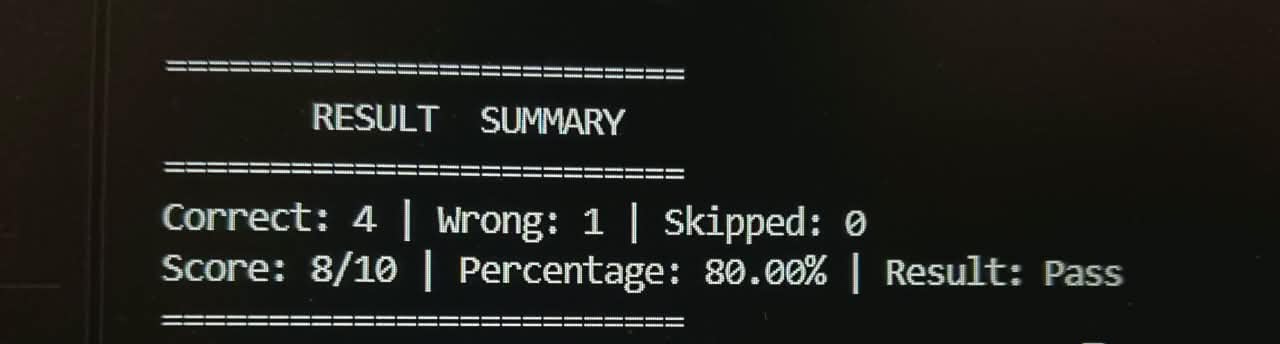 =========================
RESULT  SUMMARY
=========================
Correct: 4 | Wrong: 1 | Skipped: 0
Score: 8/10 | Percentage: 80.00% | Result: Pass
=========================